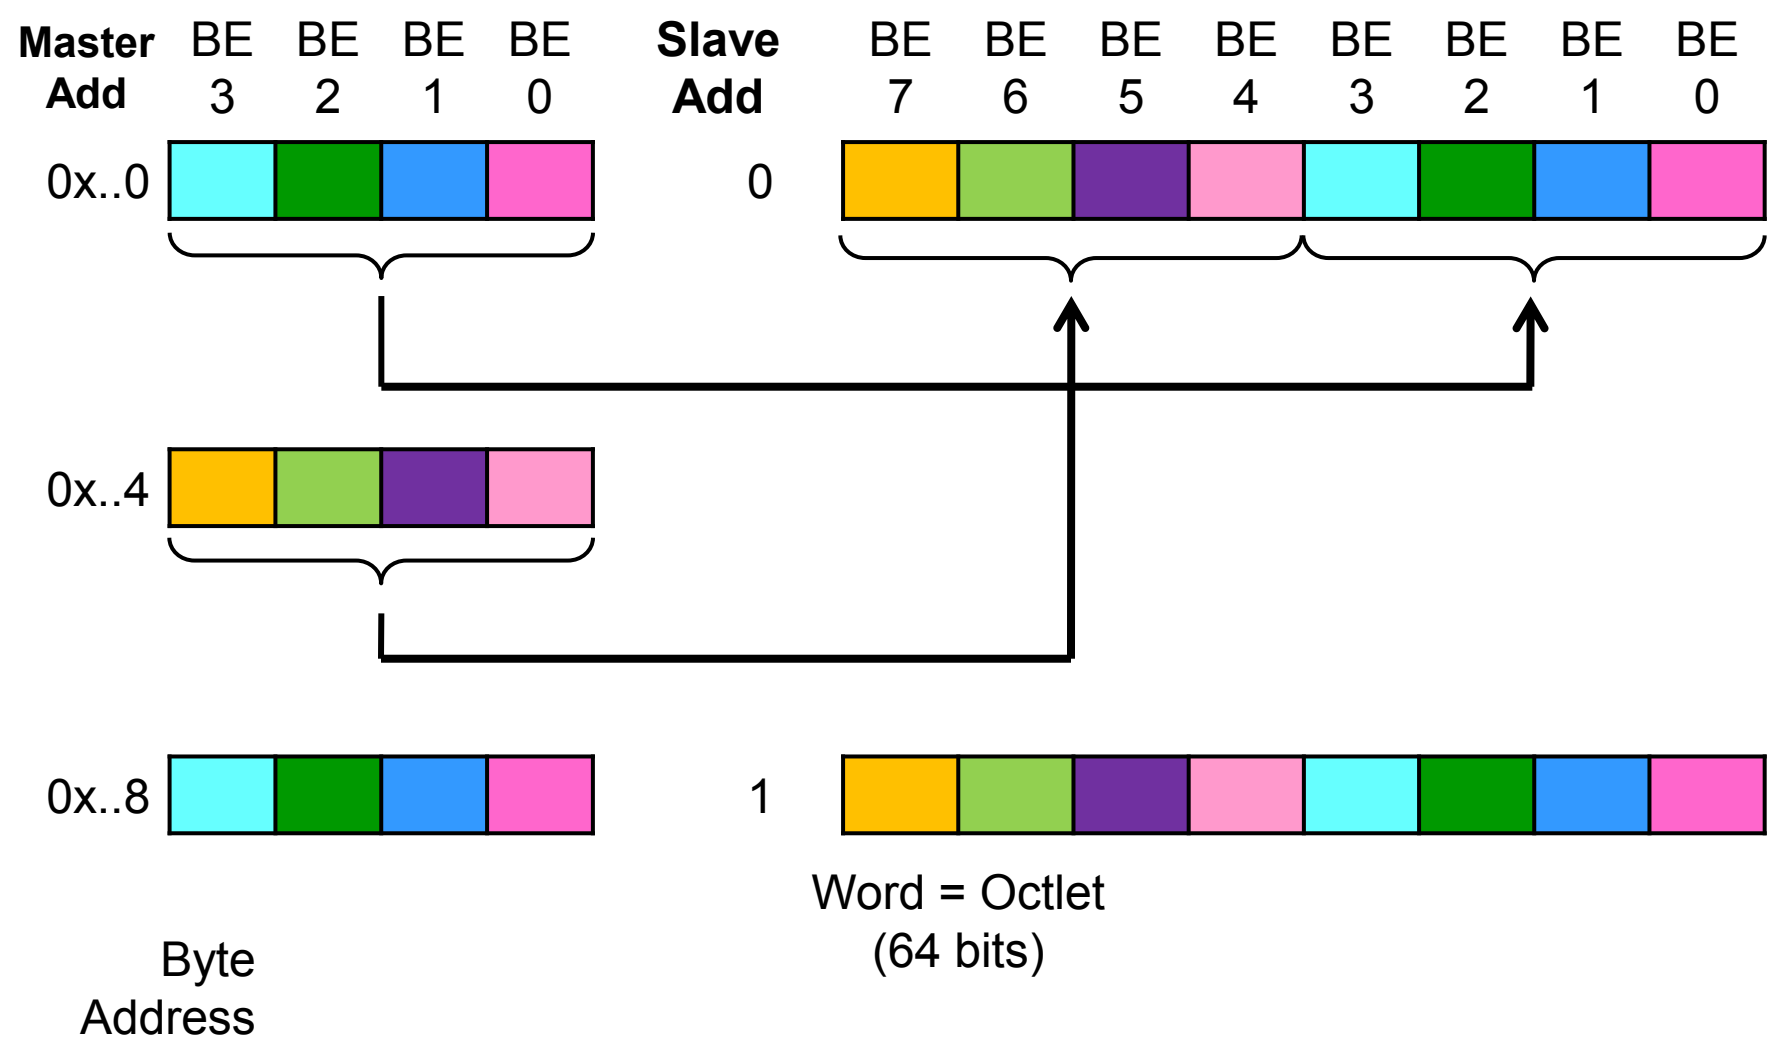 Master BE BE BE BE Slave BE BE BE BE BE BE BE BE
Add 3 2 1 0 Add 7 6 5 4 3 2 1 0
0x..0 0
0x..4
0x..8 1
Word = Octlet
(64 bits)
Byte
Address